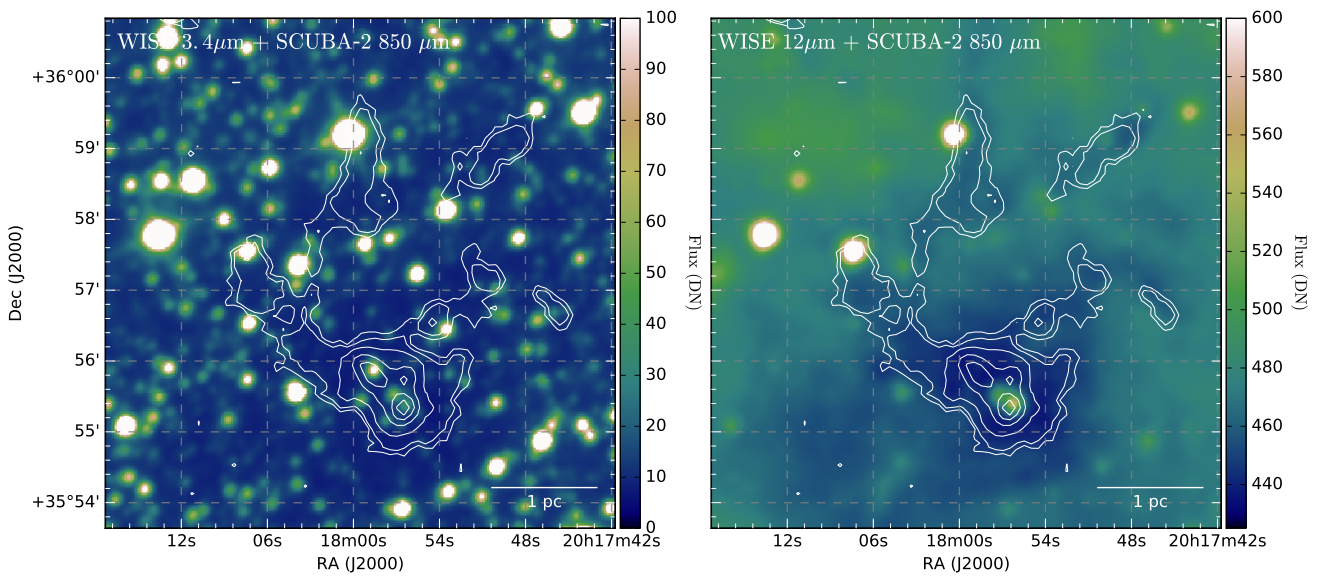 WISE 3.4μm + SCUBA-2 850 μm
WISE 12μm + SCUBA-2 850 μm
+36°00'
59'
58'
57'
56'
55'
+35°54'
Dec (J2000)
12s
06s
18m00s
54s
48s
20h17m42s
RA (J2000)
1 pc
100
90
80
70
60
50
40
30
20
10
0
Flux (DN)
12s
06s
18m00s
54s
48s
20h17m42s
RA (J2000)
1 pc
600
580
560
540
520
500
480
460
440
Flux (DN)